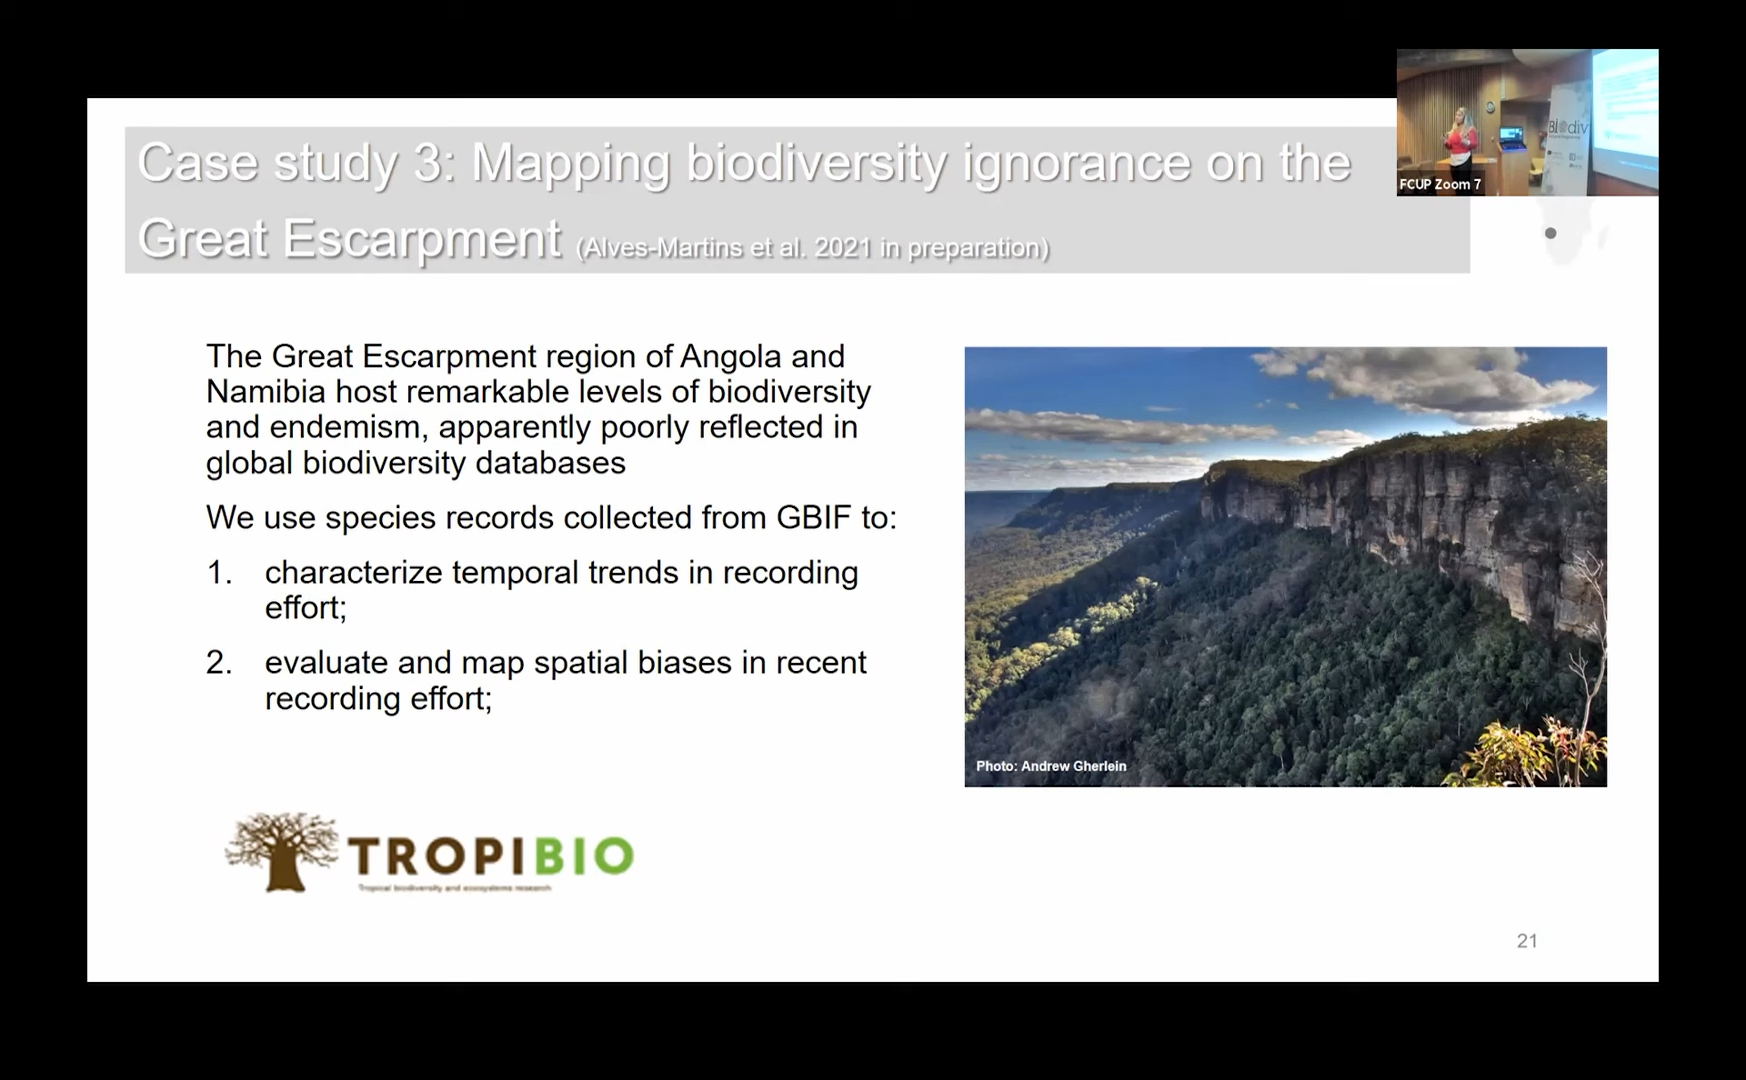 Case study 3: Mapping biodiversity ignorance on the
Great Escarpment (Alves-Martins et al. 2021 in preparation)
FCUP Zoom 7
Biodiv
The Great Escarpment region of Angola and
Namibia host remarkable levels of biodiversity
and endemism, apparently poorly reflected in
global biodiversity databases
We use species records collected from GBIF to:
1. characterize temporal trends in recording
effort;
2. evaluate and map spatial biases in recent
recording effort;
Photo: Andrew Gherlein
TROPIBIO
Tropical biodiversity and ecosystems research
21